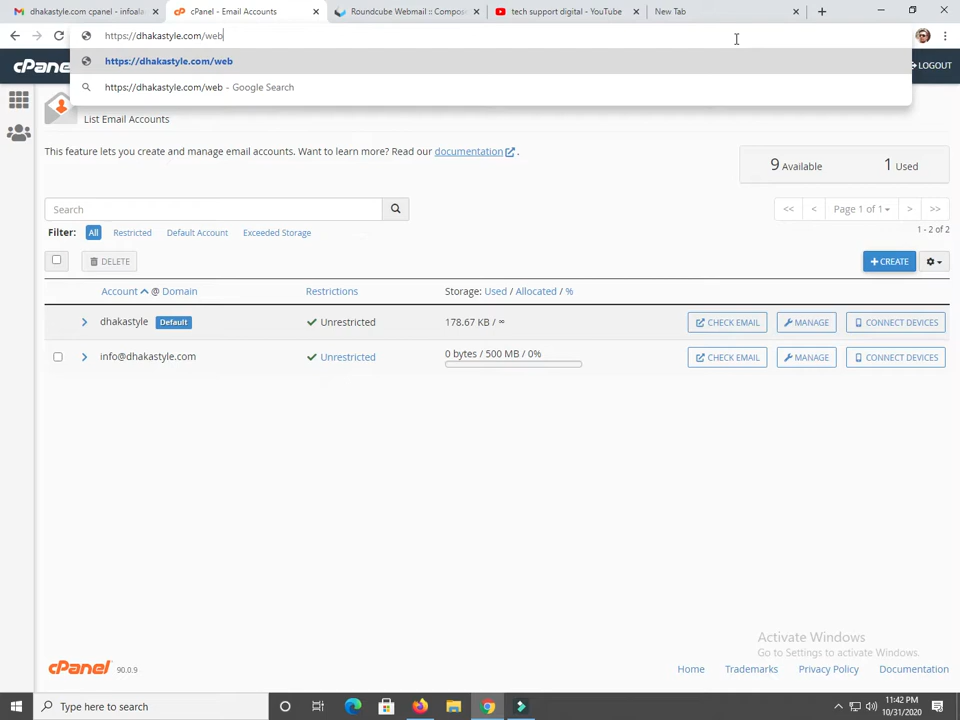 dhakastyle.com cpanel - infoala
cPanel - Email Accounts
Roundcube Webmail :: Compos
tech support digital - YouTube
New Tab
https://dhakastyle.com/web
https://dhakastyle.com/web
https://dhakastyle.com/web - Google Search
cPane
LOGOUT
List Email Accounts
This feature lets you create and manage email accounts. Want to learn more? Read our documentation .
9 Available 1 Used
Search
<< < Page 1 of 1 > >>
1 - 2 of 2
Filter: All Restricted Default Account Exceeded Storage
DELETE
+ CREATE
Account @ Domain Restrictions Storage: Used / Allocated / %
dhakastyle Default Unrestricted 178.67 KB / ∞ CHECK EMAIL MANAGE CONNECT DEVICES
info@dhakastyle.com Unrestricted 0 bytes / 500 MB / 0% CHECK EMAIL MANAGE CONNECT DEVICES
Activate Windows
Go to Settings to activate Windows.
cPanel 90.0.9 Home Trademarks Privacy Policy Documentation
Type here to search
11:42 PM
10/31/2020